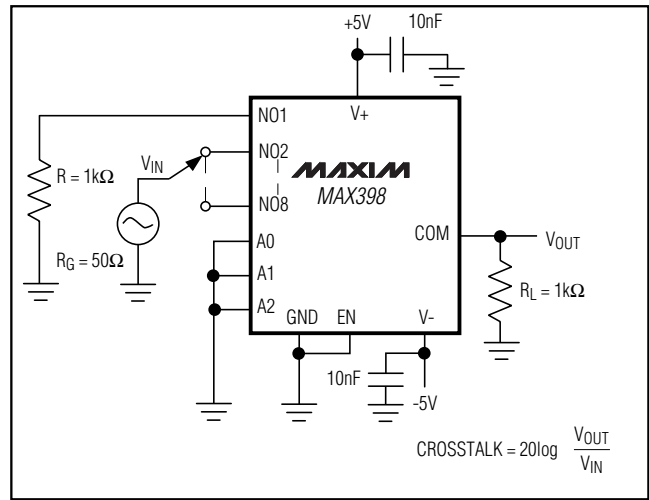 +5V
10nF
NO1
V+
R = 1kΩ
VIN
NO2
MAXIM
MAX398
NO8
COM
VOUT
RG = 50Ω
A0
A1
A2
RL = 1kΩ
GND
EN
V-
10nF
-5V
CROSSTALK = 20log VOUT
VIN